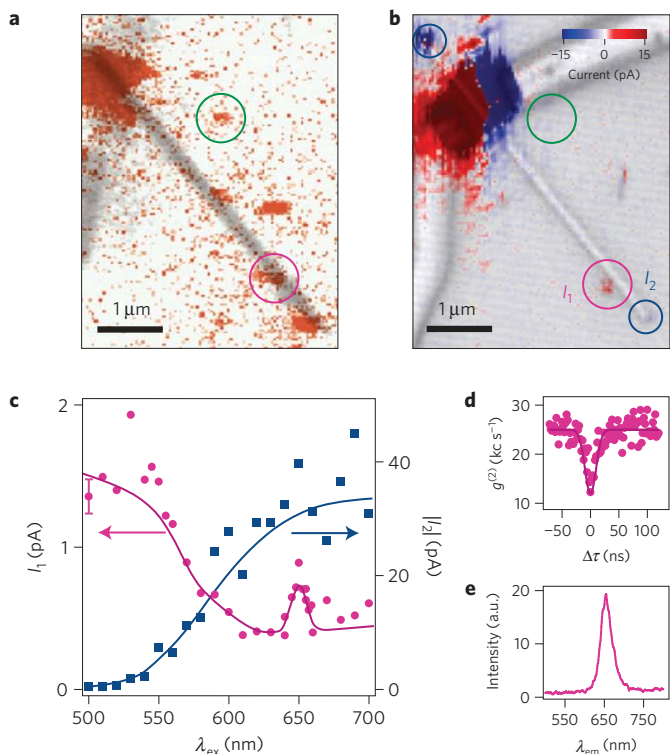 a
1 μm
b
−15 0 15
Current (pA)
I1
I2
1 μm
c
2
1
0
I1 (pA)
40
20
0
|I2| (pA)
500 550 600 650 700
λex (nm)
d
30
20
10
g(2) (kc s−1)
−50 0 50 100
Δτ (ns)
e
20
10
0
Intensity (a.u.)
550 650 750
λem (nm)